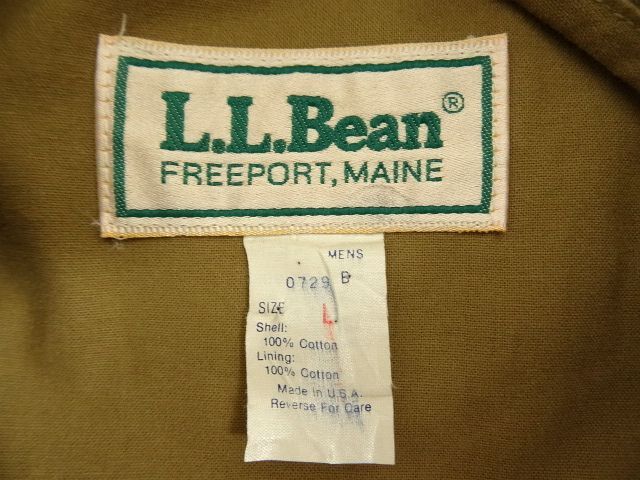 L.L.Bean®
FREEPORT, MAINE
MENS
0729 B
SIZE L
Shell:
100% Cotton
Lining:
100% Cotton
Made In U.S.A.
Reverse For Care